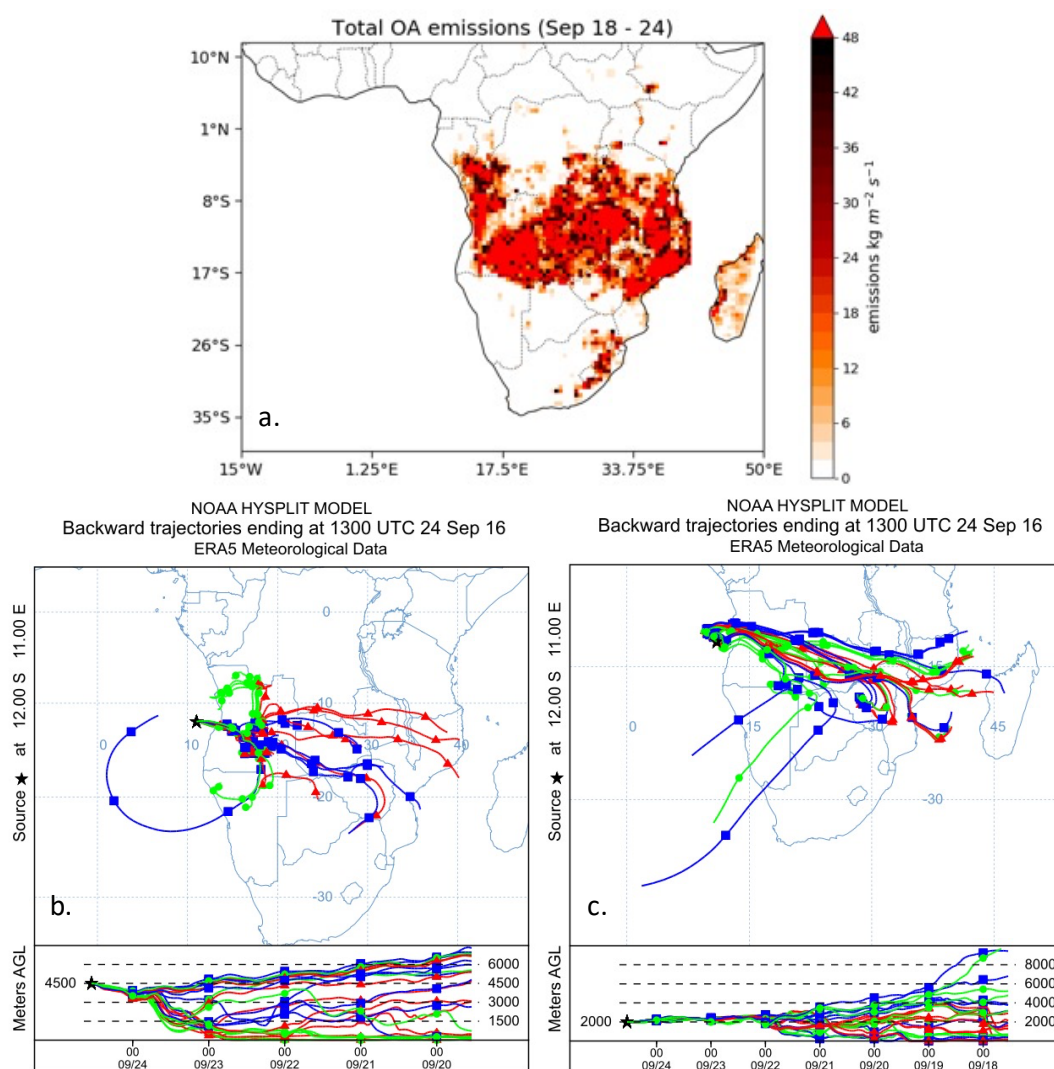 Total OA emissions (Sep 18 - 24)
10°N
1°N
8°S
17°S
26°S
35°S
a.
15°W 1.25°E 17.5°E 33.75°E 50°E
48
42
36
30
24
18
12
6
0
emissions kg m⁻² s⁻¹
NOAA HYSPLIT MODEL
Backward trajectories ending at 1300 UTC 24 Sep 16
ERA5 Meteorological Data
Source ★ at 12.00 S 11.00 E
0
-10
0 10 30 40
-20
-30
b.
Meters AGL
4500
6000
4500
3000
1500
00 00 00 00 00
09/24 09/23 09/22 09/21 09/20
NOAA HYSPLIT MODEL
Backward trajectories ending at 1300 UTC 24 Sep 16
ERA5 Meteorological Data
Source ★ at 12.00 S 11.00 E
-15
0 15 45
-30
c.
Meters AGL
2000
8000
6000
4000
2000
00 00 00 00 00 00 00
09/24 09/23 09/22 09/21 09/20 09/19 09/18